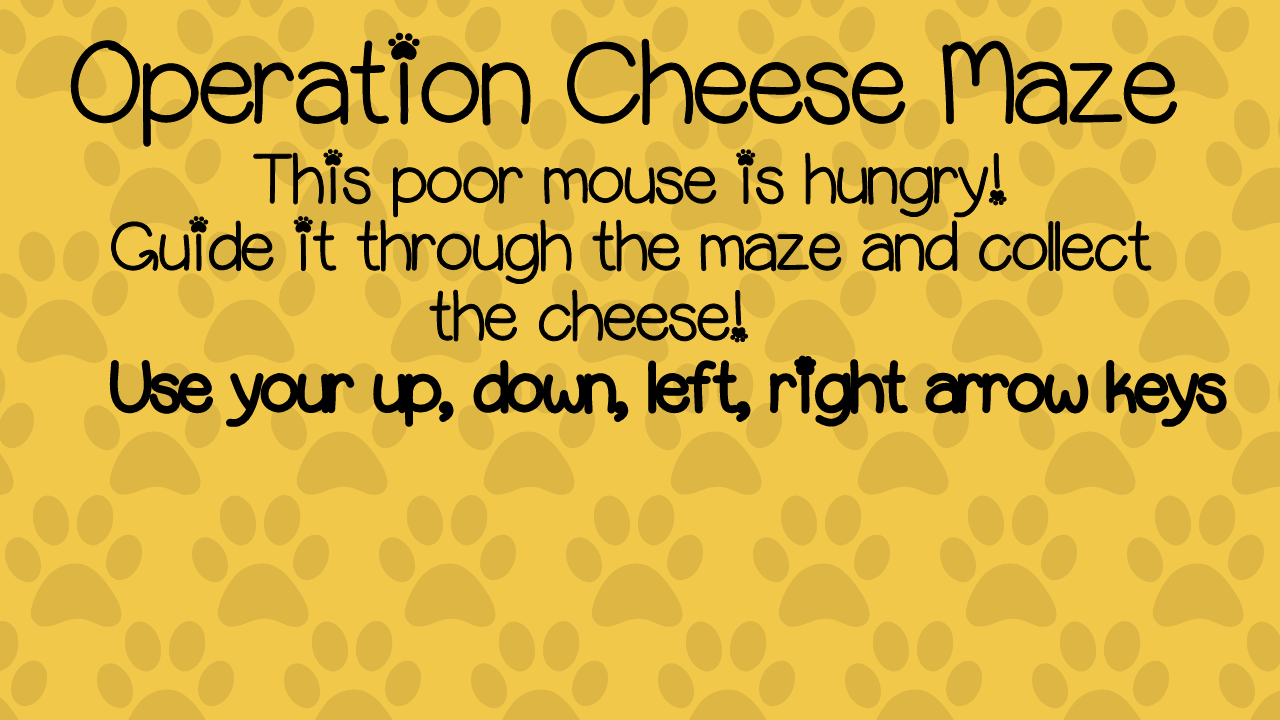 Operation Cheese Maze
This poor mouse is hungry!
Guide it through the maze and collect
the cheese!
Use your up, down, left, right arrow keys